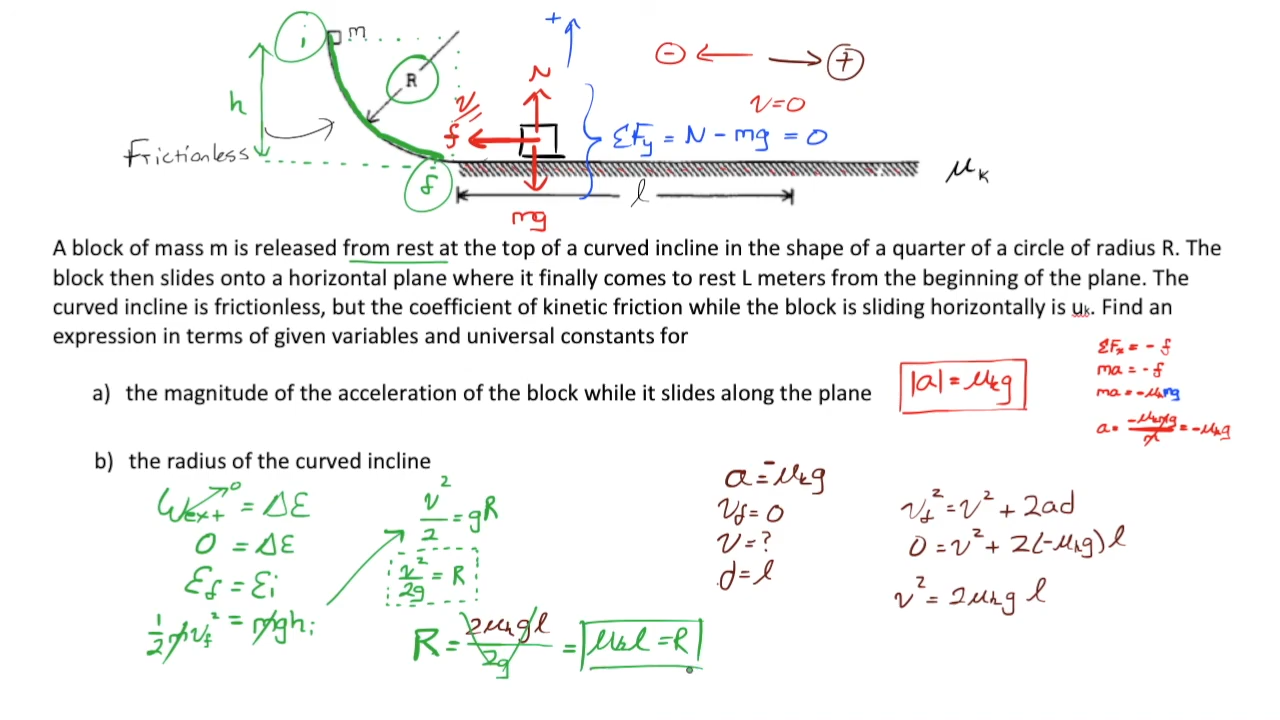 i
m
+
⊖ ← → ⊕
R
N
v
h
v=0
f
ΣFy = N - mg = 0
Frictionless
μk
f
l
mg
A block of mass m is released from rest at the top of a curved incline in the shape of a quarter of a circle of radius R. The
block then slides onto a horizontal plane where it finally comes to rest L meters from the beginning of the plane. The
curved incline is frictionless, but the coefficient of kinetic friction while the block is sliding horizontally is uk. Find an
expression in terms of given variables and universal constants for
ΣFx = - f
ma = - f
ma = -μkmg
a = -μkmg/m = -μkg
a) the magnitude of the acceleration of the block while it slides along the plane
|a| = μkg
b) the radius of the curved incline
Wext→0 = ΔE
0 = ΔE
Ef = Ei
1/2 mvf² = mghi
v²/2 = gR
v²/2g = R
R = 2μkgl/2g = μkl = R
a = -μkg
vf = 0
v = ?
d = l
vf² = v² + 2ad
0 = v² + 2(-μkg)l
v² = 2μkg l